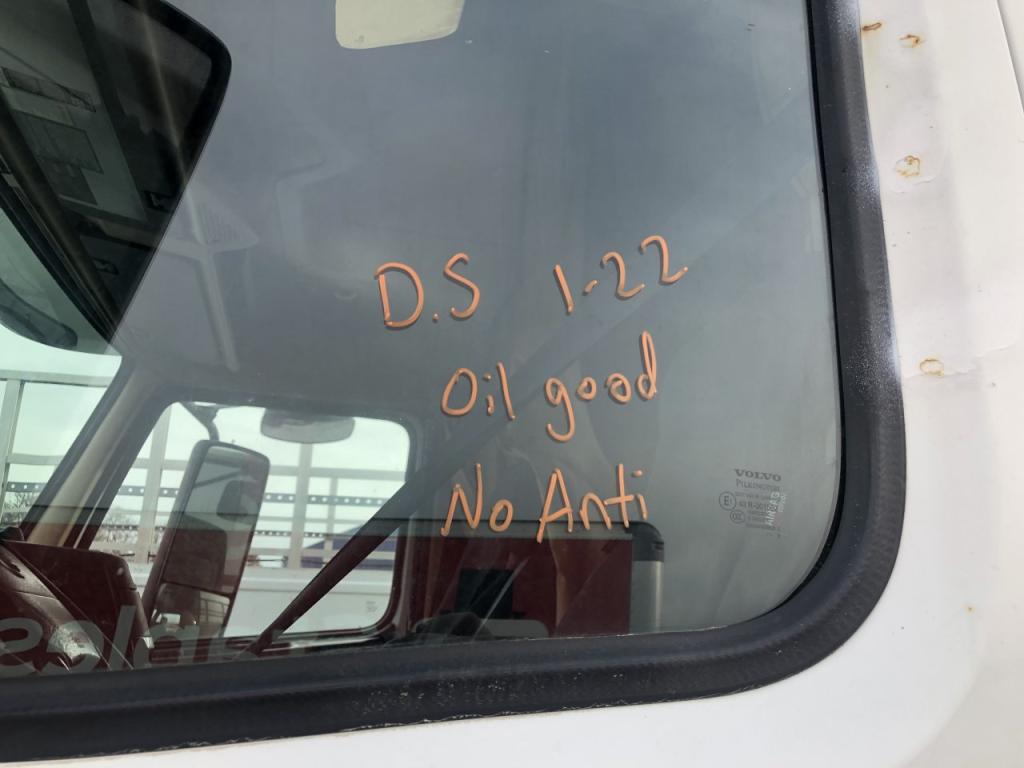 D.S 1-22
Oil good
No Anti
VOLVO
PILKINGTON